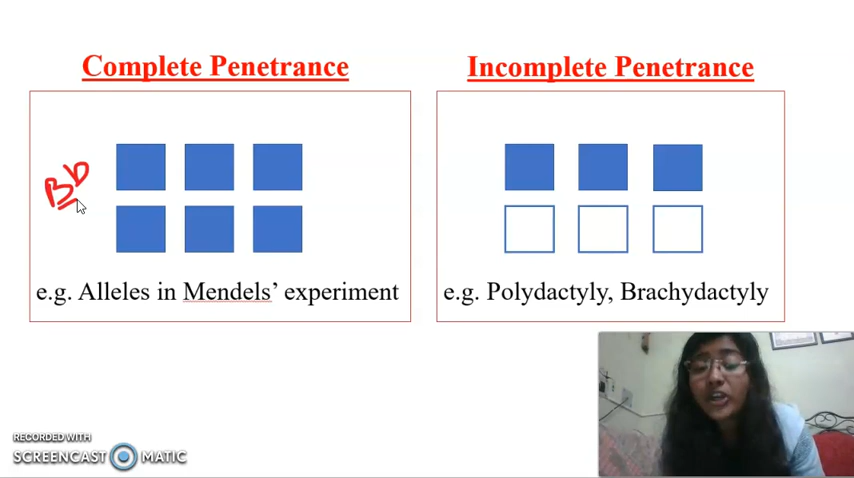 Complete Penetrance
Incomplete Penetrance
e.g. Alleles in Mendels’ experiment
e.g. Polydactyly, Brachydactyly
RECORDED WITH
SCREENCAST MATIC